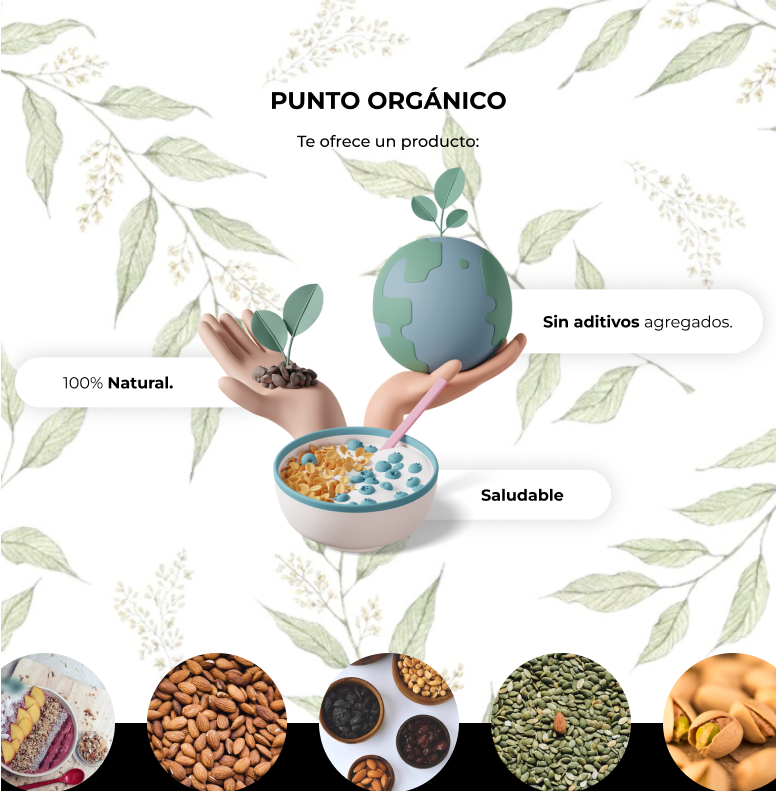 PUNTO ORGÁNICO
Te ofrece un producto:
Sin aditivos agregados.
100% Natural.
Saludable